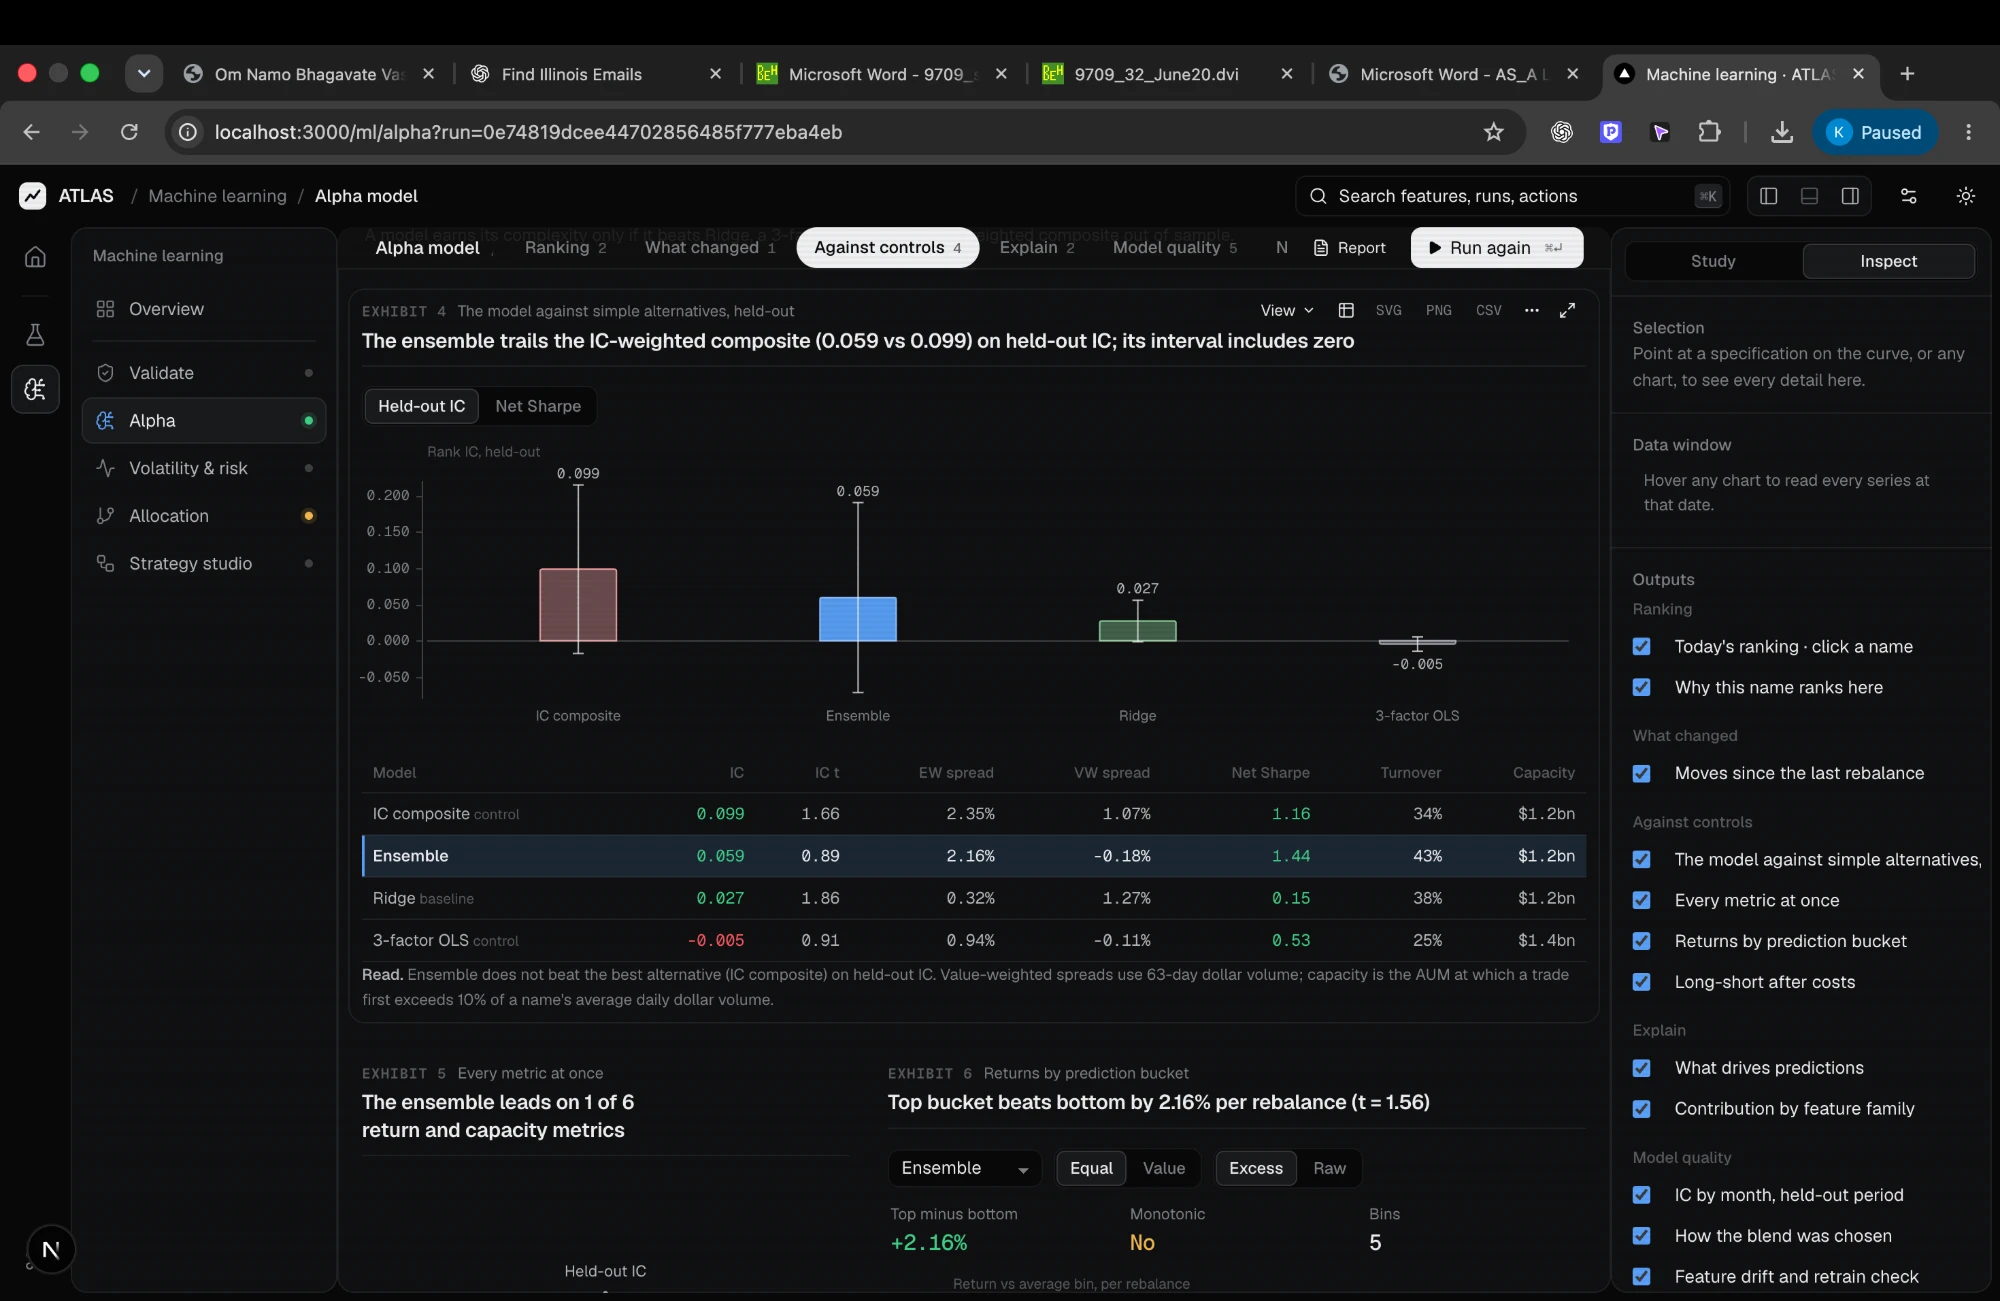 Om Namo Bhagavate Vas
Find Illinois Emails
Microsoft Word - 9709_s
9709_32_June20.dvi
Microsoft Word - AS_A L
Machine learning · ATLA
localhost:3000/ml/alpha?run=0e74819dcee44702856485f777eba4eb
K Paused
ATLAS / Machine learning / Alpha model
Search features, runs, actions ⌘K
Machine learning
Overview
Validate
Alpha
Volatility & risk
Allocation
Strategy studio
N
Alpha model Ranking 2 What changed 1 Against controls 4 Explain 2 Model quality 5 N Report Run again ⌘↵
EXHIBIT 4 The model against simple alternatives, held-out
View SVG PNG CSV
The ensemble trails the IC-weighted composite (0.059 vs 0.099) on held-out IC; its interval includes zero
Held-out IC Net Sharpe
Rank IC, held-out
0.200
0.150
0.100
0.050
0.000
-0.050
0.099
0.059
0.027
-0.005
IC composite Ensemble Ridge 3-factor OLS
Model IC IC t EW spread VW spread Net Sharpe Turnover Capacity
IC composite control 0.099 1.66 2.35% 1.07% 1.16 34% $1.2bn
Ensemble 0.059 0.89 2.16% -0.18% 1.44 43% $1.2bn
Ridge baseline 0.027 1.86 0.32% 1.27% 0.15 38% $1.2bn
3-factor OLS control -0.005 0.91 0.94% -0.11% 0.53 25% $1.4bn
Read. Ensemble does not beat the best alternative (IC composite) on held-out IC. Value-weighted spreads use 63-day dollar volume; capacity is the AUM at which a trade
first exceeds 10% of a name's average daily dollar volume.
EXHIBIT 5 Every metric at once
The ensemble leads on 1 of 6
return and capacity metrics
Held-out IC
EXHIBIT 6 Returns by prediction bucket
Top bucket beats bottom by 2.16% per rebalance (t = 1.56)
Ensemble Equal Value Excess Raw
Top minus bottom Monotonic Bins
+2.16% No 5
Return vs average bin, per rebalance
Study Inspect
Selection
Point at a specification on the curve, or any
chart, to see every detail here.
Data window
Hover any chart to read every series at
that date.
Outputs
Ranking
Today's ranking · click a name
Why this name ranks here
What changed
Moves since the last rebalance
Against controls
The model against simple alternatives,
Every metric at once
Returns by prediction bucket
Long-short after costs
Explain
What drives predictions
Contribution by feature family
Model quality
IC by month, held-out period
How the blend was chosen
Feature drift and retrain check